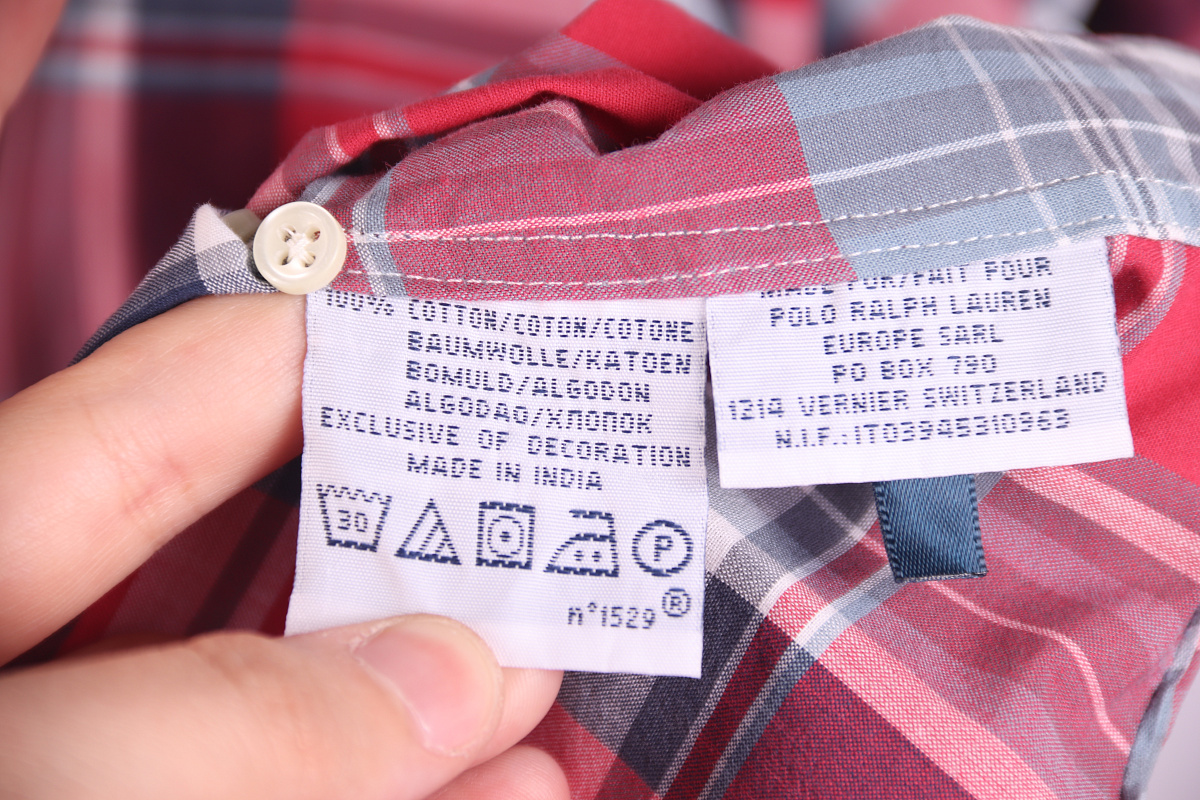 100% COTTON/COTON/COTONE
BAUMWOLLE/KATOEN
BOMULD/ALGODON
ALGODAO/ХЛОПОК
EXCLUSIVE OF DECORATION
MADE IN INDIA
30
P
n°1529®
MADE FOR/FAIT POUR
POLO RALPH LAUREN
EUROPE SARL
PO BOX 790
1214 VERNIER SWITZERLAND
N.I.F.:IT03945310963